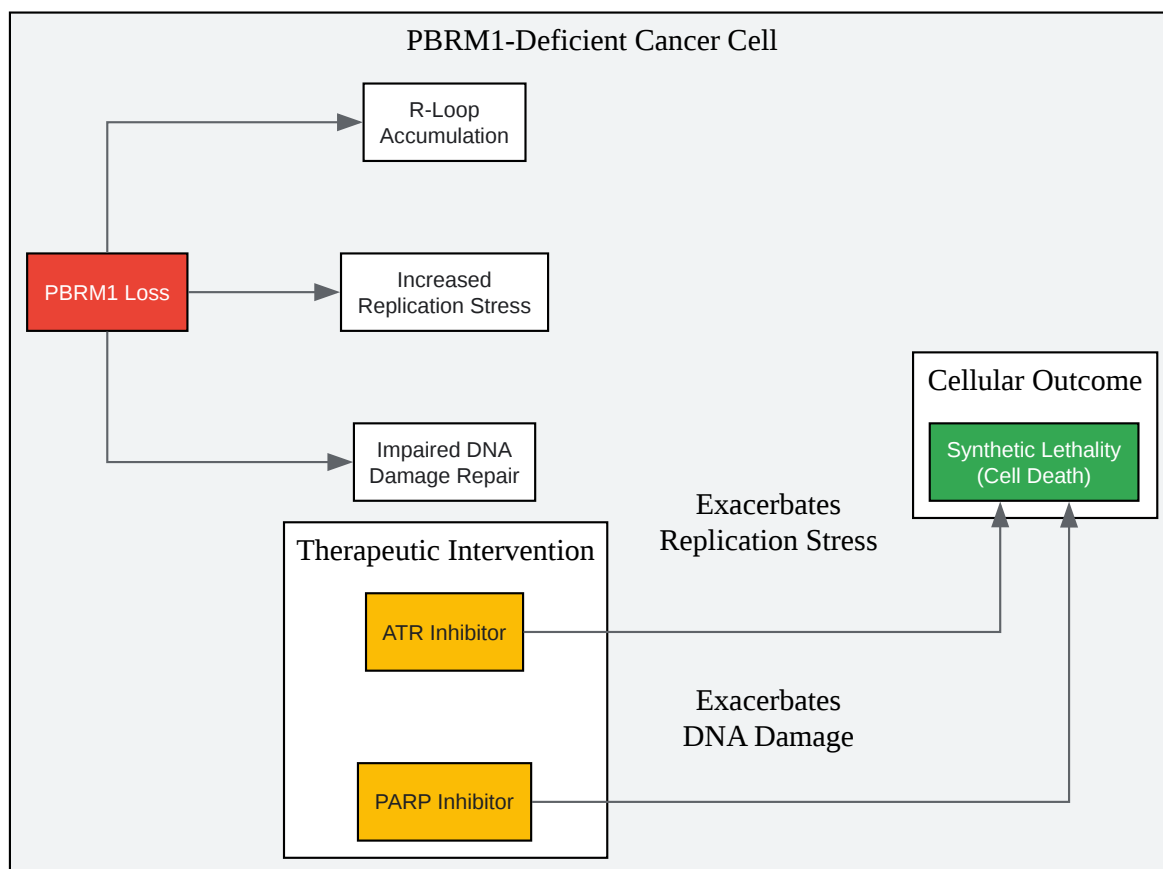 PBRM1-Deficient Cancer Cell
R-Loop
Accumulation
PBRM1 Loss
Increased
Replication Stress
Impaired DNA
Damage Repair
Cellular Outcome
Synthetic Lethality
(Cell Death)
Exacerbates
Replication Stress
Therapeutic Intervention
ATR Inhibitor
Exacerbates
DNA Damage
PARP Inhibitor